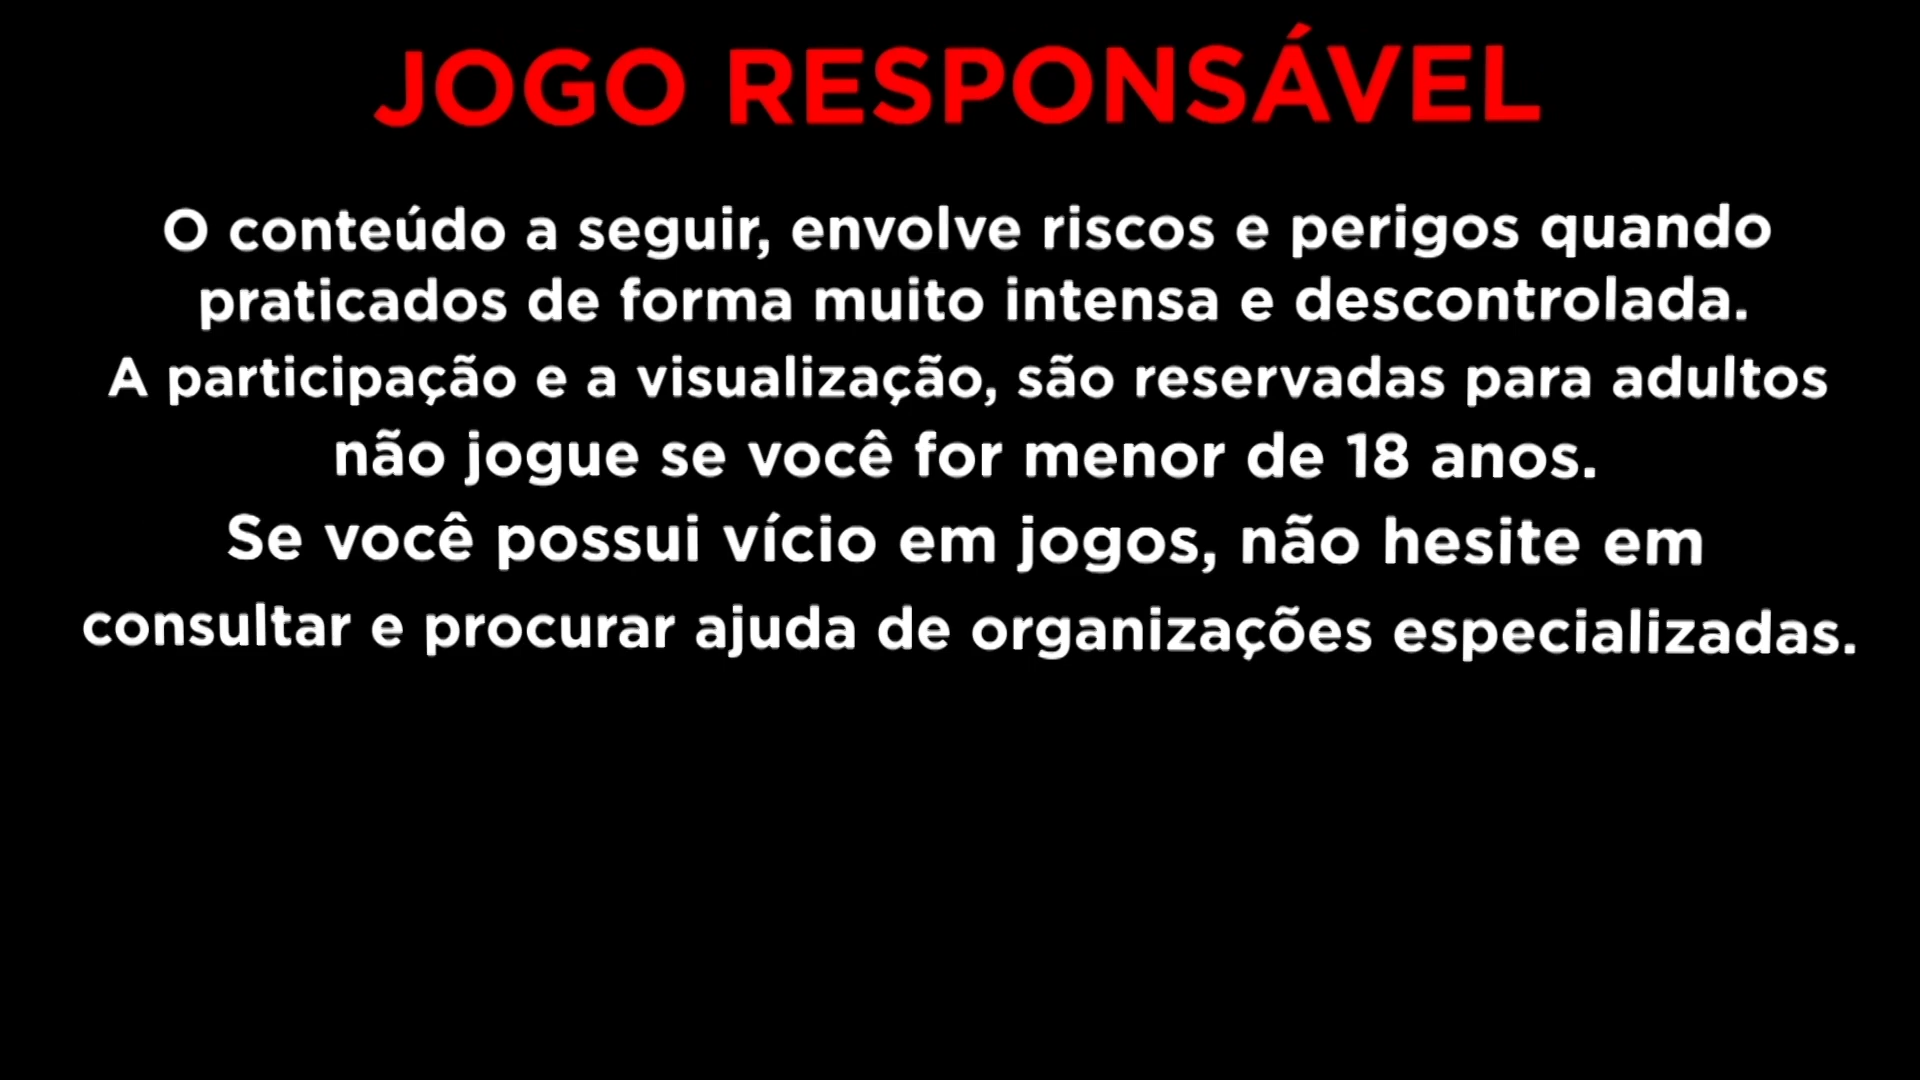 JOGO RESPONSÁVEL
O conteúdo a seguir, envolve riscos e perigos quando
praticados de forma muito intensa e descontrolada.
A participação e a visualização, são reservadas para adultos
não jogue se você for menor de 18 anos.
Se você possui vício em jogos, não hesite em
consultar e procurar ajuda de organizações especializadas.